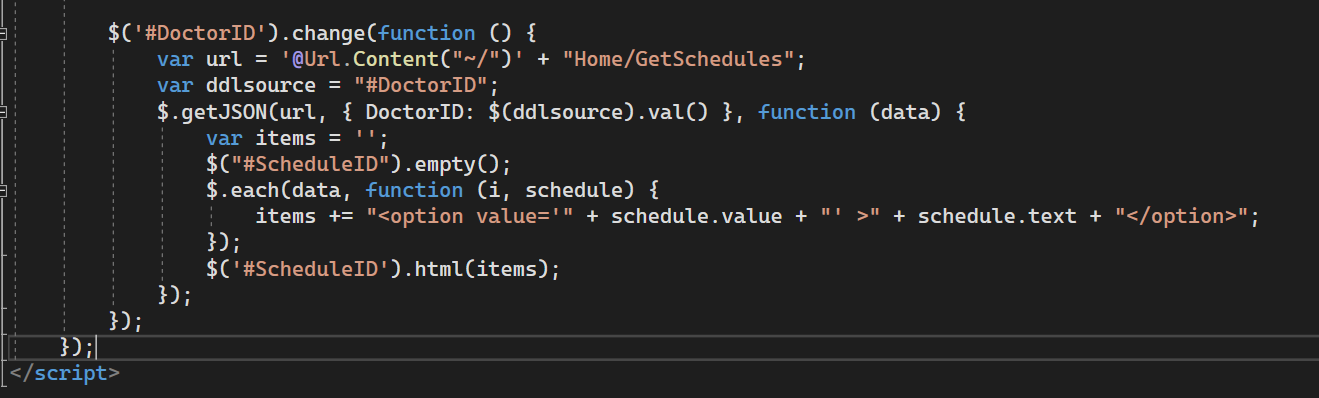 $('#DoctorID').change(function () {
var url = '@Url.Content("~/")' + "Home/GetSchedules";
var ddlsource = "#DoctorID";
$.getJSON(url, { DoctorID: $(ddlsource).val() }, function (data) {
var items = '';
$("#ScheduleID").empty();
$.each(data, function (i, schedule) {
items += "<option value='" + schedule.value + "' >" + schedule.text + "</option>";
});
$('#ScheduleID').html(items);
});
});
});
</script>